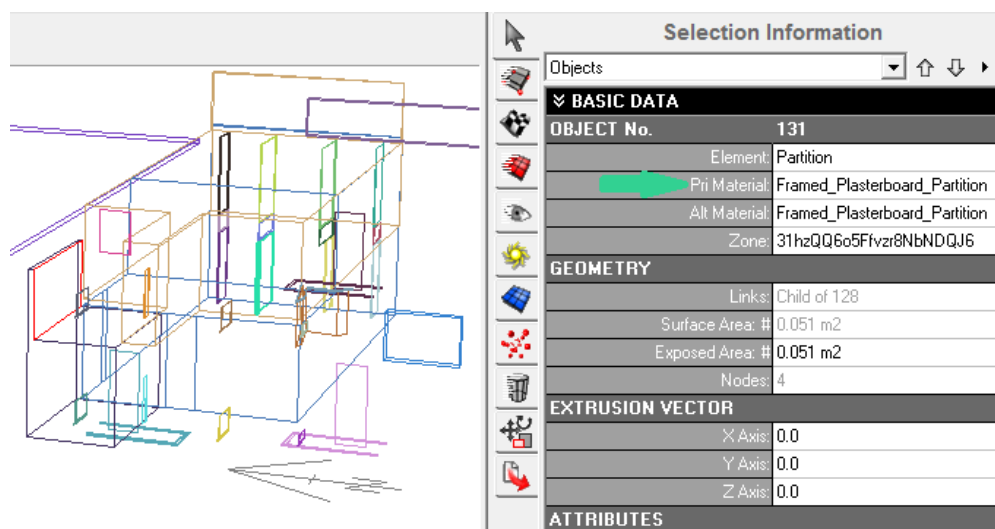 Selection Information
Objects
BASIC DATA
OBJECT No. 131
Element: Partition
Pri Material: Framed_Plasterboard_Partition
Alt Material: Framed_Plasterboard_Partition
Zone: 31hzQQ6o5Ffvzr8NbNDQJ6
GEOMETRY
Links: Child of 128
Surface Area: # 0.051 m2
Exposed Area: # 0.051 m2
Nodes: 4
EXTRUSION VECTOR
X Axis: 0.0
Y Axis: 0.0
Z Axis: 0.0
ATTRIBUTES